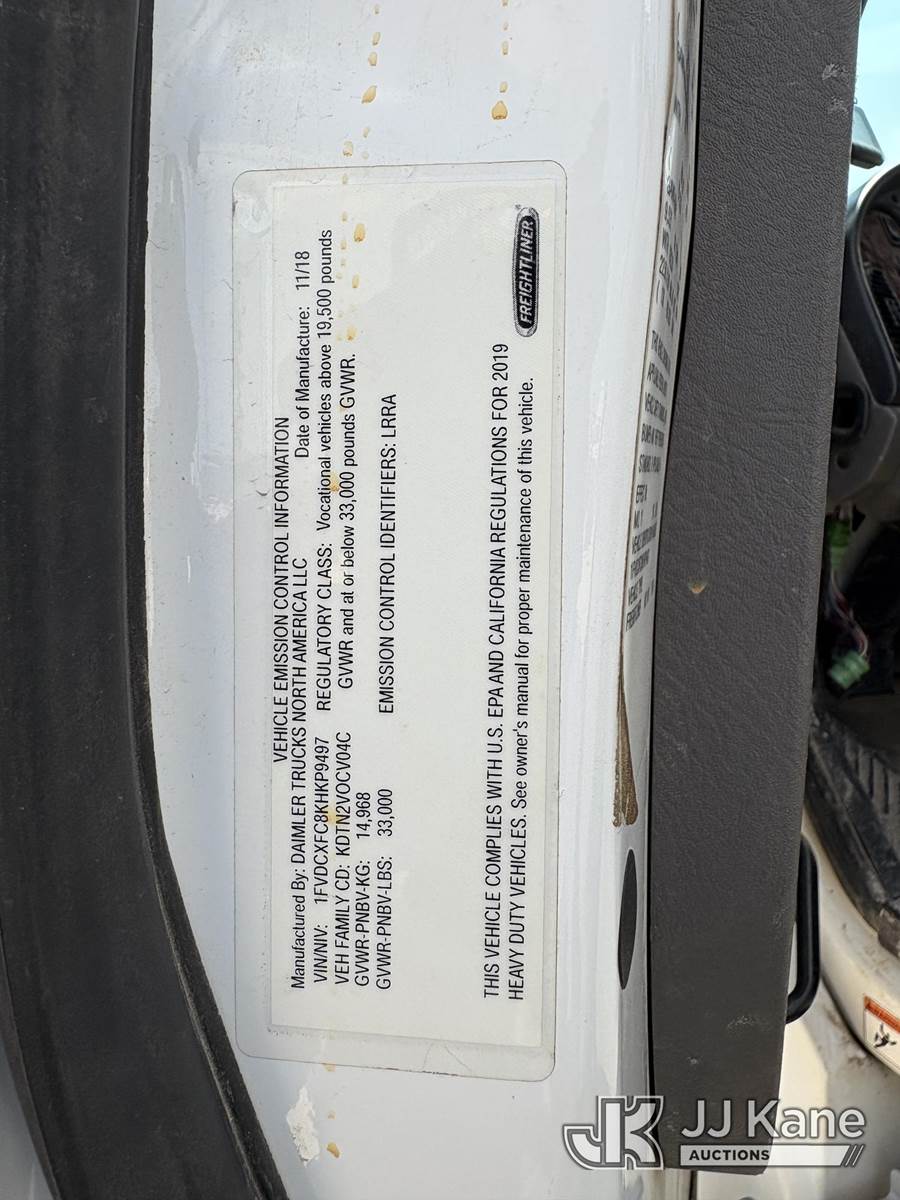 VEHICLE EMISSION CONTROL INFORMATION
Manufactured By: DAIMLER TRUCKS NORTH AMERICA LLC Date of Manufacture: 11/18
VIN/NIV: 1FVDCXFC8KHKP9497 REGULATORY CLASS: Vocational vehicles above 19,500 pounds
VEH FAMILY CD: KDTN2VOCV04C GVWR and at or below 33,000 pounds GVWR.
GVWR-PNBV-KG: 14,968
GVWR-PNBV-LBS: 33,000 EMISSION CONTROL IDENTIFIERS: LRRA
THIS VEHICLE COMPLIES WITH U.S. EPA AND CALIFORNIA REGULATIONS FOR 2019
HEAVY DUTY VEHICLES. See owner's manual for proper maintenance of this vehicle.
FREIGHTLINER
JK JJ Kane
AUCTIONS